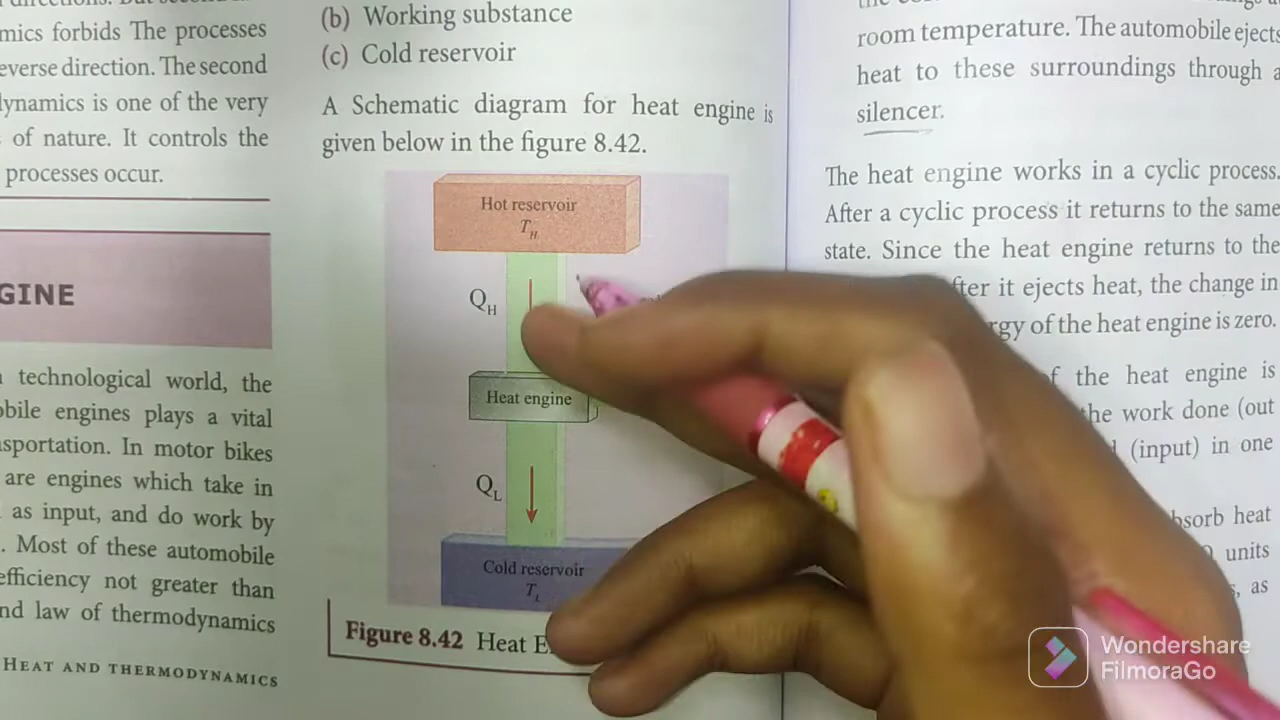 mics forbids The processes
everse direction. The second
dynamics is one of the very
of nature. It controls the
processes occur.
GINE
technological world, the
obile engines plays a vital
nsportation. In motor bikes
are engines which take in
as input, and do work by
. Most of these automobile
efficiency not greater than
nd law of thermodynamics
HEAT AND THERMODYNAMICS
(b) Working substance
(c) Cold reservoir
A Schematic diagram for heat engine is
given below in the figure 8.42.
Hot reservoir
T_H
Q_H
Heat engine
Q_L
Cold reservoir
T_L
Figure 8.42 Heat E
room temperature. The automobile ejects
heat to these surroundings through a
silencer.
The heat engine works in a cyclic process.
After a cyclic process it returns to the same
state. Since the heat engine returns to the
fter it ejects heat, the change in
rgy of the heat engine is zero.
of the heat engine is
the work done (out
(input) in one
bsorb heat
units
, as
Wondershare
FilmoraGo